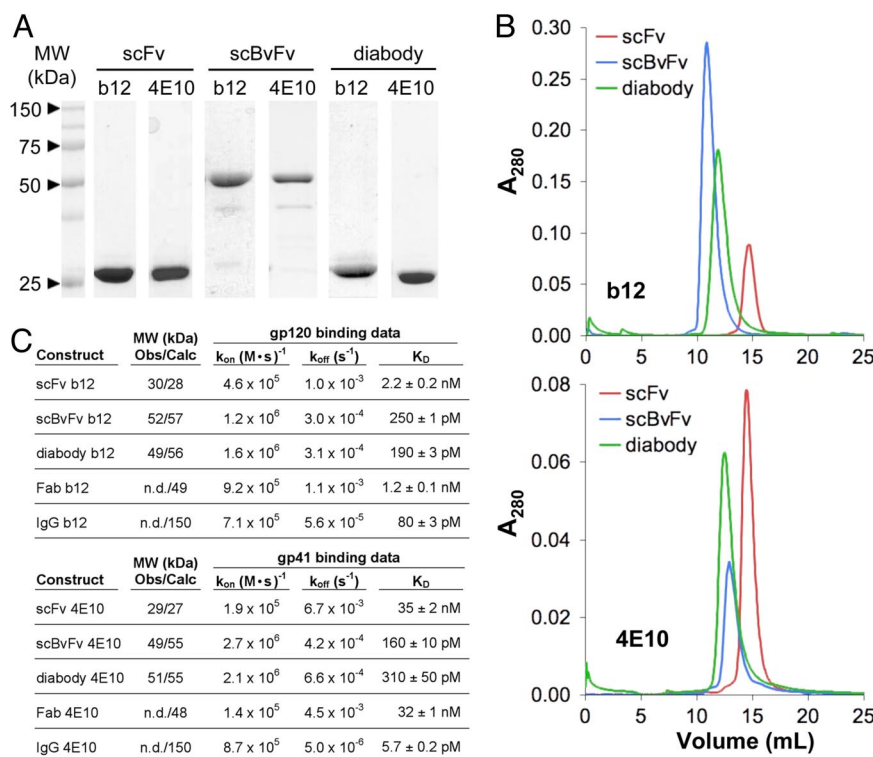 A
MW
(kDa)
scFv
scBvFv
diabody
b12 4E10 b12 4E10 b12 4E10
150
75
50
25
B
scFv
scBvFv
diabody
A280
0.30
0.25
0.20
0.15
0.10
0.05
0.00
b12
0 5 10 15 20 25
scFv
scBvFv
diabody
A280
0.08
0.06
0.04
0.02
0.00
4E10
0 5 10 15 20 25
Volume (mL)
C
MW (kDa) gp120 binding data
Construct Obs/Calc kon (M•s)-1 koff (s-1) KD
scFv b12 30/28 4.6 x 10^5 1.0 x 10^-3 2.2 ± 0.2 nM
scBvFv b12 52/57 1.2 x 10^6 3.0 x 10^-4 250 ± 1 pM
diabody b12 49/56 1.6 x 10^6 3.1 x 10^-4 190 ± 3 pM
Fab b12 n.d./49 9.2 x 10^5 1.1 x 10^-3 1.2 ± 0.1 nM
IgG b12 n.d./150 7.1 x 10^5 5.6 x 10^-5 80 ± 3 pM
MW (kDa) gp41 binding data
Construct Obs/Calc kon (M•s)-1 koff (s-1) KD
scFv 4E10 29/27 1.9 x 10^5 6.7 x 10^-3 35 ± 2 nM
scBvFv 4E10 49/55 2.7 x 10^6 4.2 x 10^-4 160 ± 10 pM
diabody 4E10 51/55 2.1 x 10^6 6.6 x 10^-4 310 ± 50 pM
Fab 4E10 n.d./48 1.4 x 10^5 4.5 x 10^-3 32 ± 1 nM
IgG 4E10 n.d./150 8.7 x 10^5 5.0 x 10^-6 5.7 ± 0.2 pM